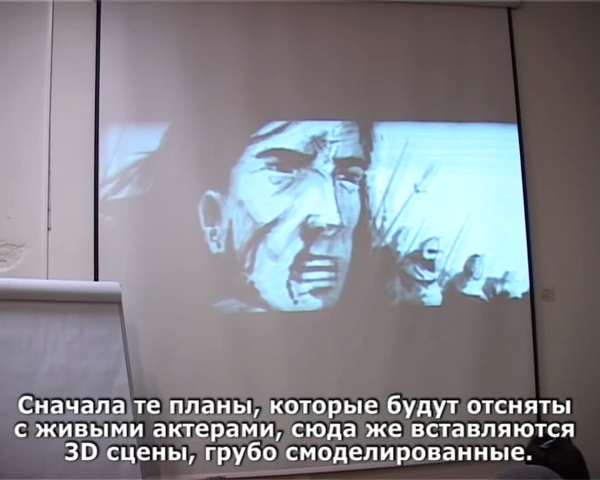 Сначала те планы, которые будут отсняты
с живыми актерами, сюда же вставляются
3D сцены, грубо смоделированные.